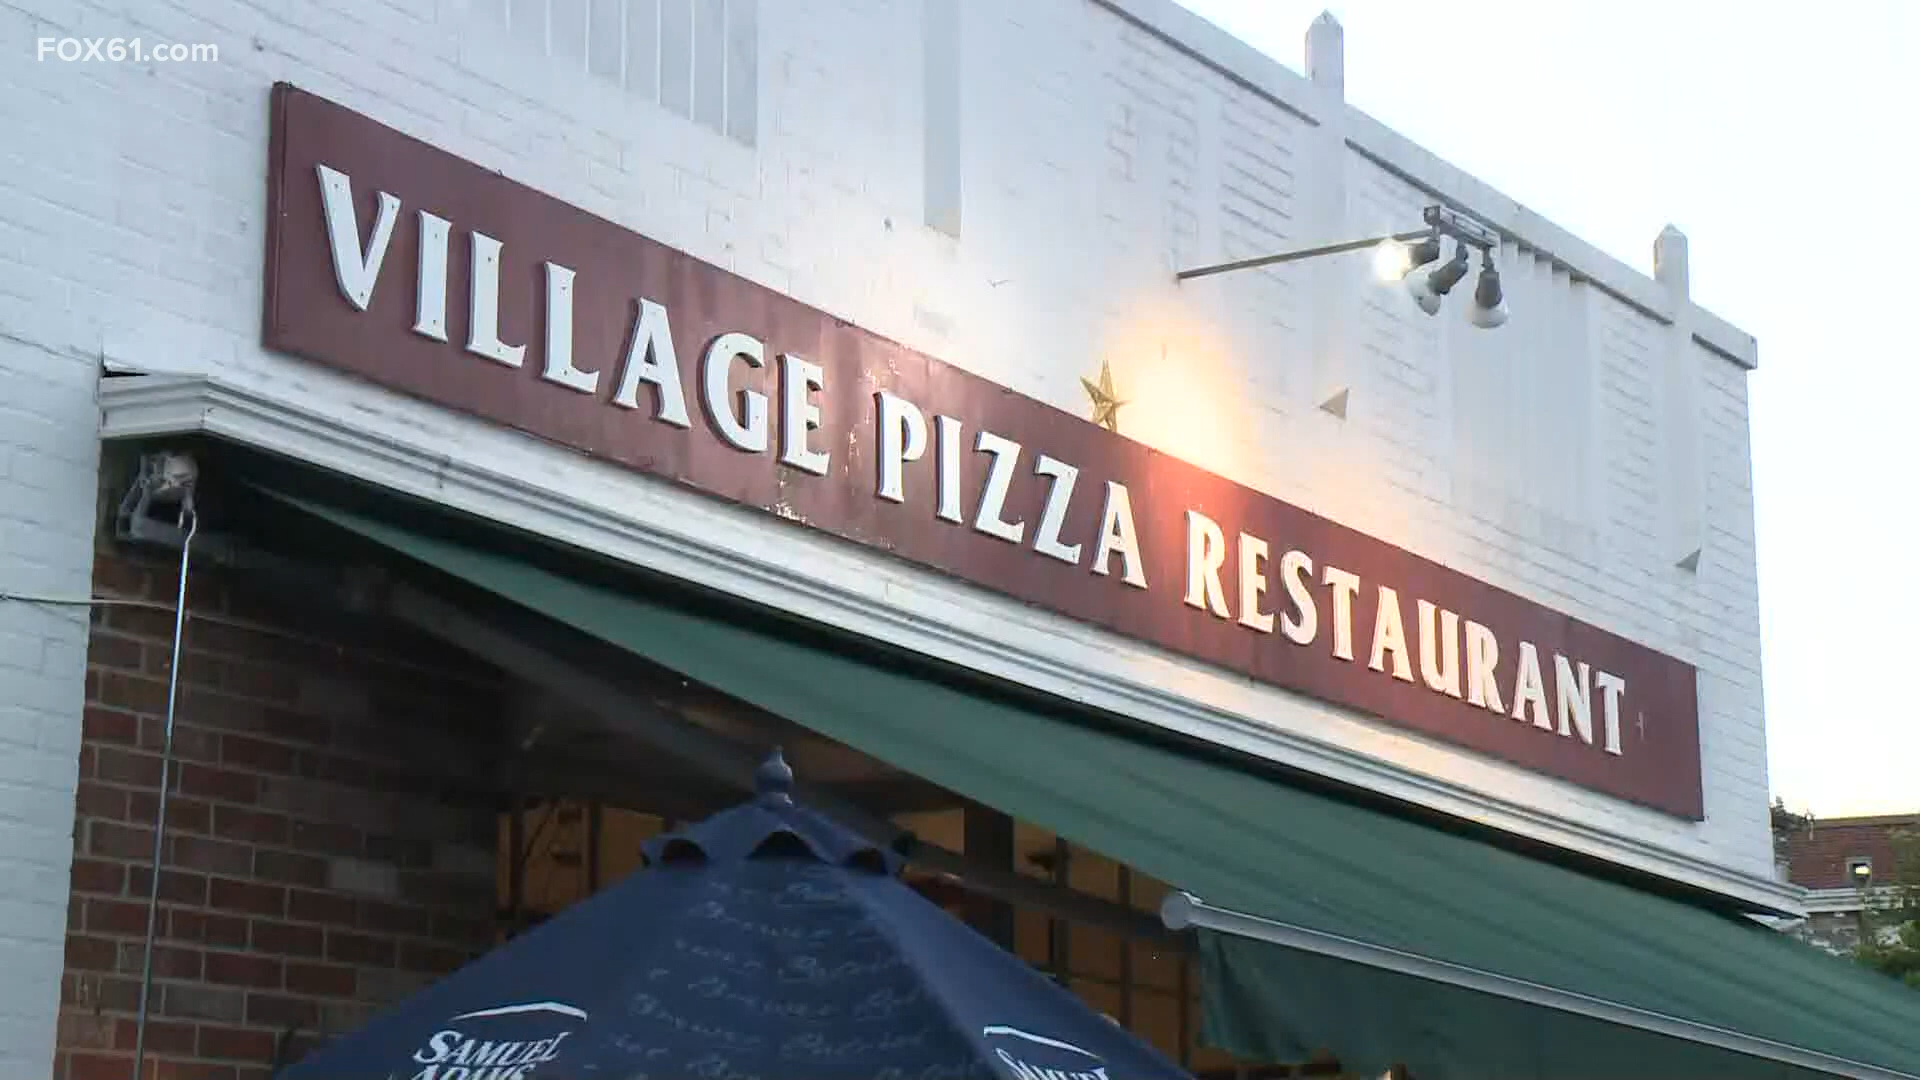 FOX61.com
VILLAGE PIZZA RESTAURANT
SAMUEL
ADAMS
SAMUEL